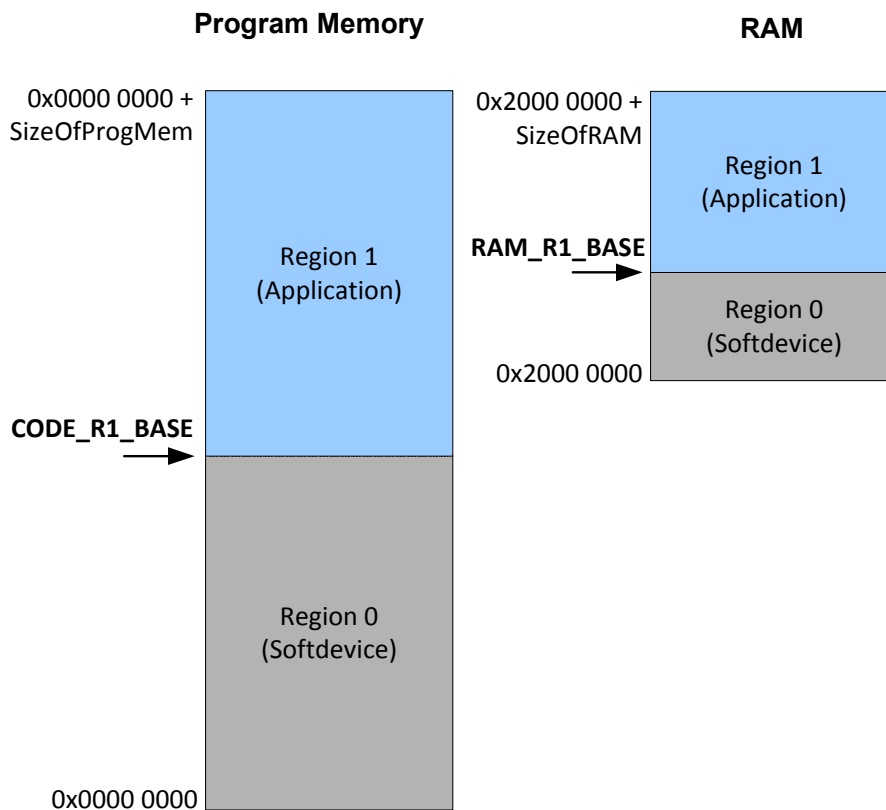 Program Memory
0x0000 0000 +
SizeOfProgMem
Region 1
(Application)
CODE_R1_BASE
Region 0
(Softdevice)
0x0000 0000
RAM
0x2000 0000 +
SizeOfRAM
Region 1
(Application)
RAM_R1_BASE
Region 0
(Softdevice)
0x2000 0000